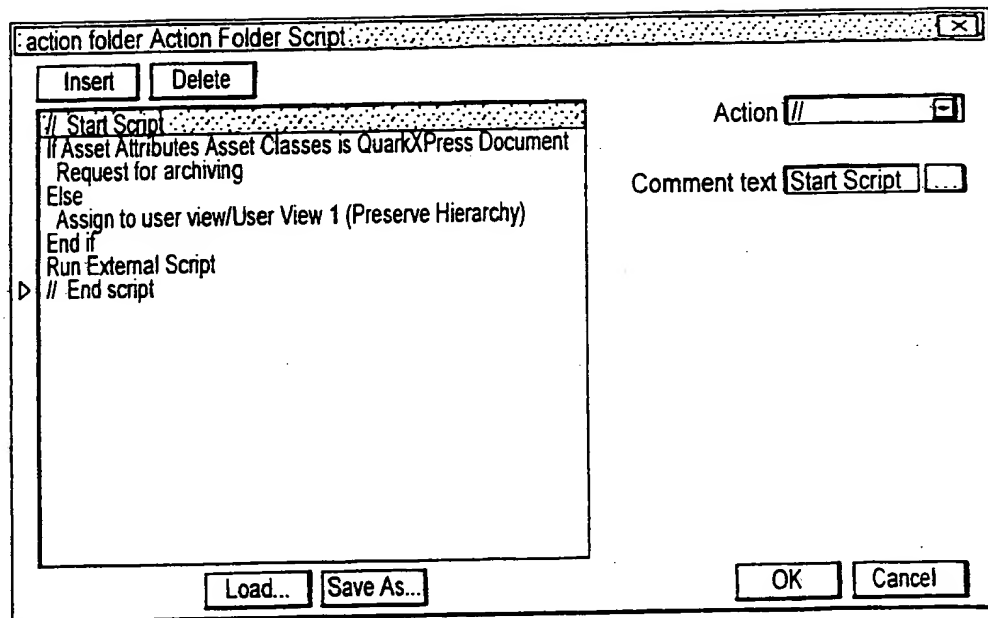 action folder Action Folder Script
Insert
Delete
// Start Script
If Asset Attributes Asset Classes is QuarkXPress Document
Request for archiving
Else
Assign to user view/User View 1 (Preserve Hierarchy)
End if
Run External Script
// End script
Action //
Comment text Start Script ...
Load...
Save As...
OK
Cancel